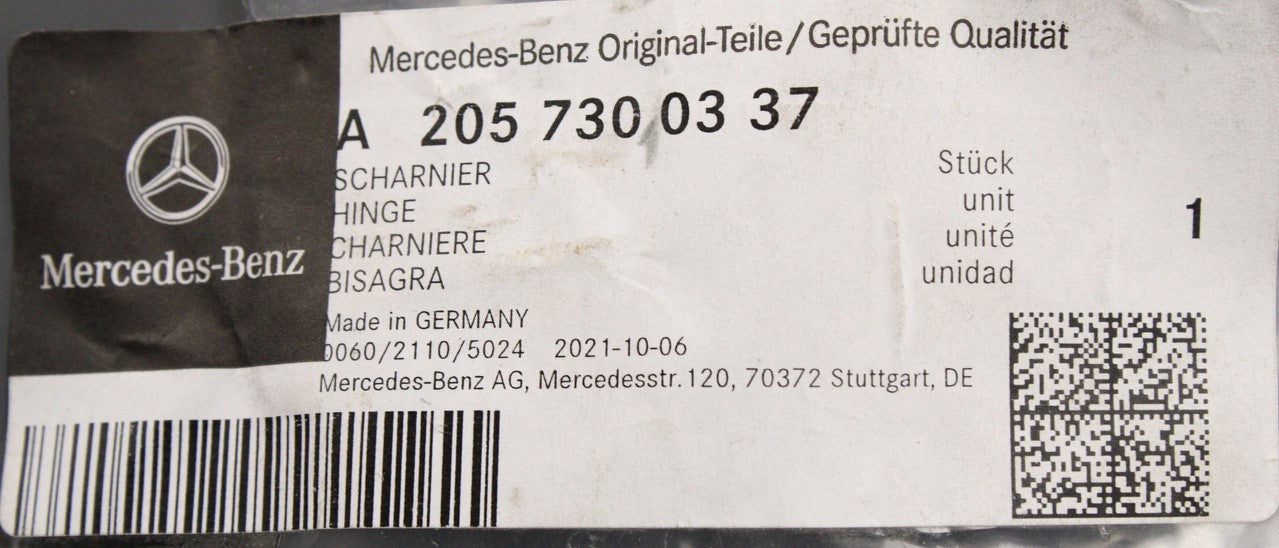 Mercedes-Benz Original-Teile/Geprüfte Qualität
A 205 730 03 37
SCHARNIER
HINGE
CHARNIERE
BISAGRA
Stück
unit
unité
unidad
1
Mercedes-Benz
Made in GERMANY
0060/2110/5024 2021-10-06
Mercedes-Benz AG, Mercedesstr. 120, 70372 Stuttgart, DE